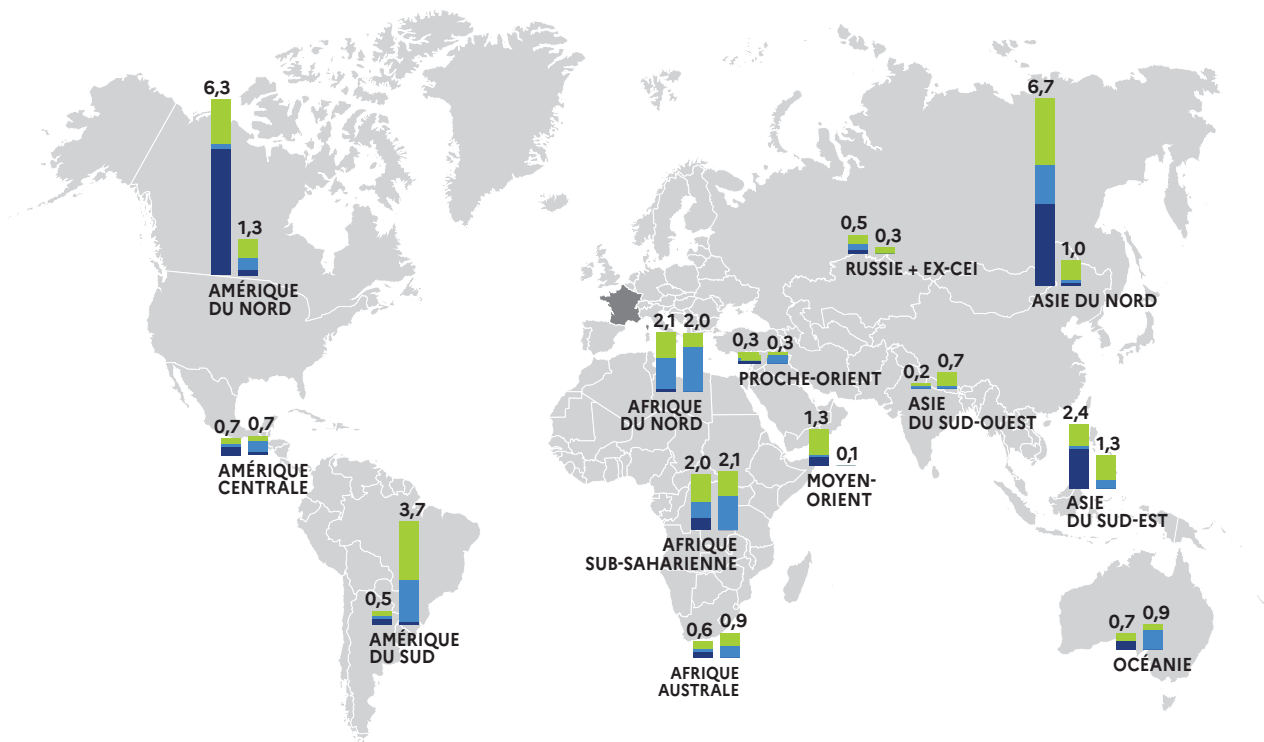 6,3
1,3
AMÉRIQUE
DU NORD
6,7
1,0
ASIE DU NORD
0,5
0,3
RUSSIE + EX-CEI
2,1 2,0
AFRIQUE
DU NORD
0,3 0,3
PROCHE-ORIENT
0,2 0,7
ASIE
DU SUD-OUEST
0,7 0,7
AMÉRIQUE
CENTRALE
1,3
0,1
MOYEN-
ORIENT
2,4
1,3
ASIE
DU SUD-EST
2,0 2,1
AFRIQUE
SUB-SAHARIENNE
3,7
0,5
AMÉRIQUE
DU SUD
0,6 0,9
AFRIQUE
AUSTRALE
0,7 0,9
OCÉANIE